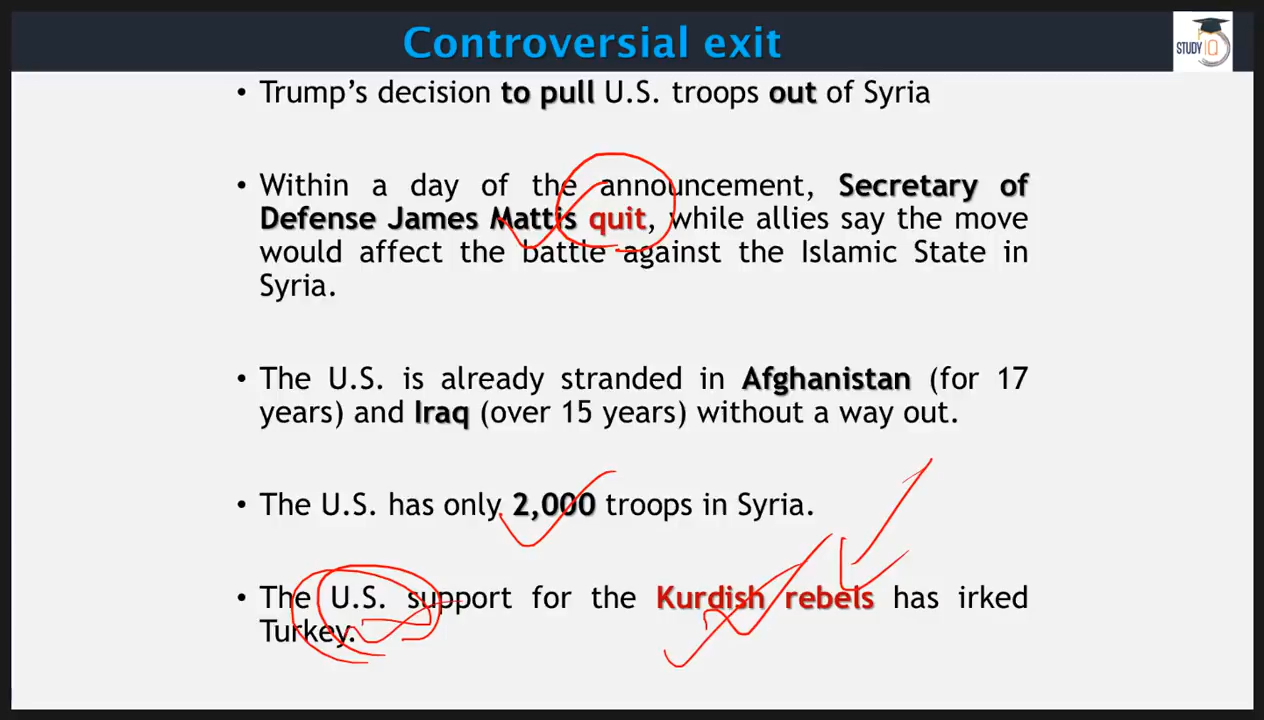 Controversial exit
STUDY IQ
• Trump's decision to pull U.S. troops out of Syria
• Within a day of the announcement, Secretary of
Defense James Mattis quit, while allies say the move
would affect the battle against the Islamic State in
Syria.
• The U.S. is already stranded in Afghanistan (for 17
years) and Iraq (over 15 years) without a way out.
• The U.S. has only 2,000 troops in Syria.
• The U.S. support for the Kurdish rebels has irked
Turkey.